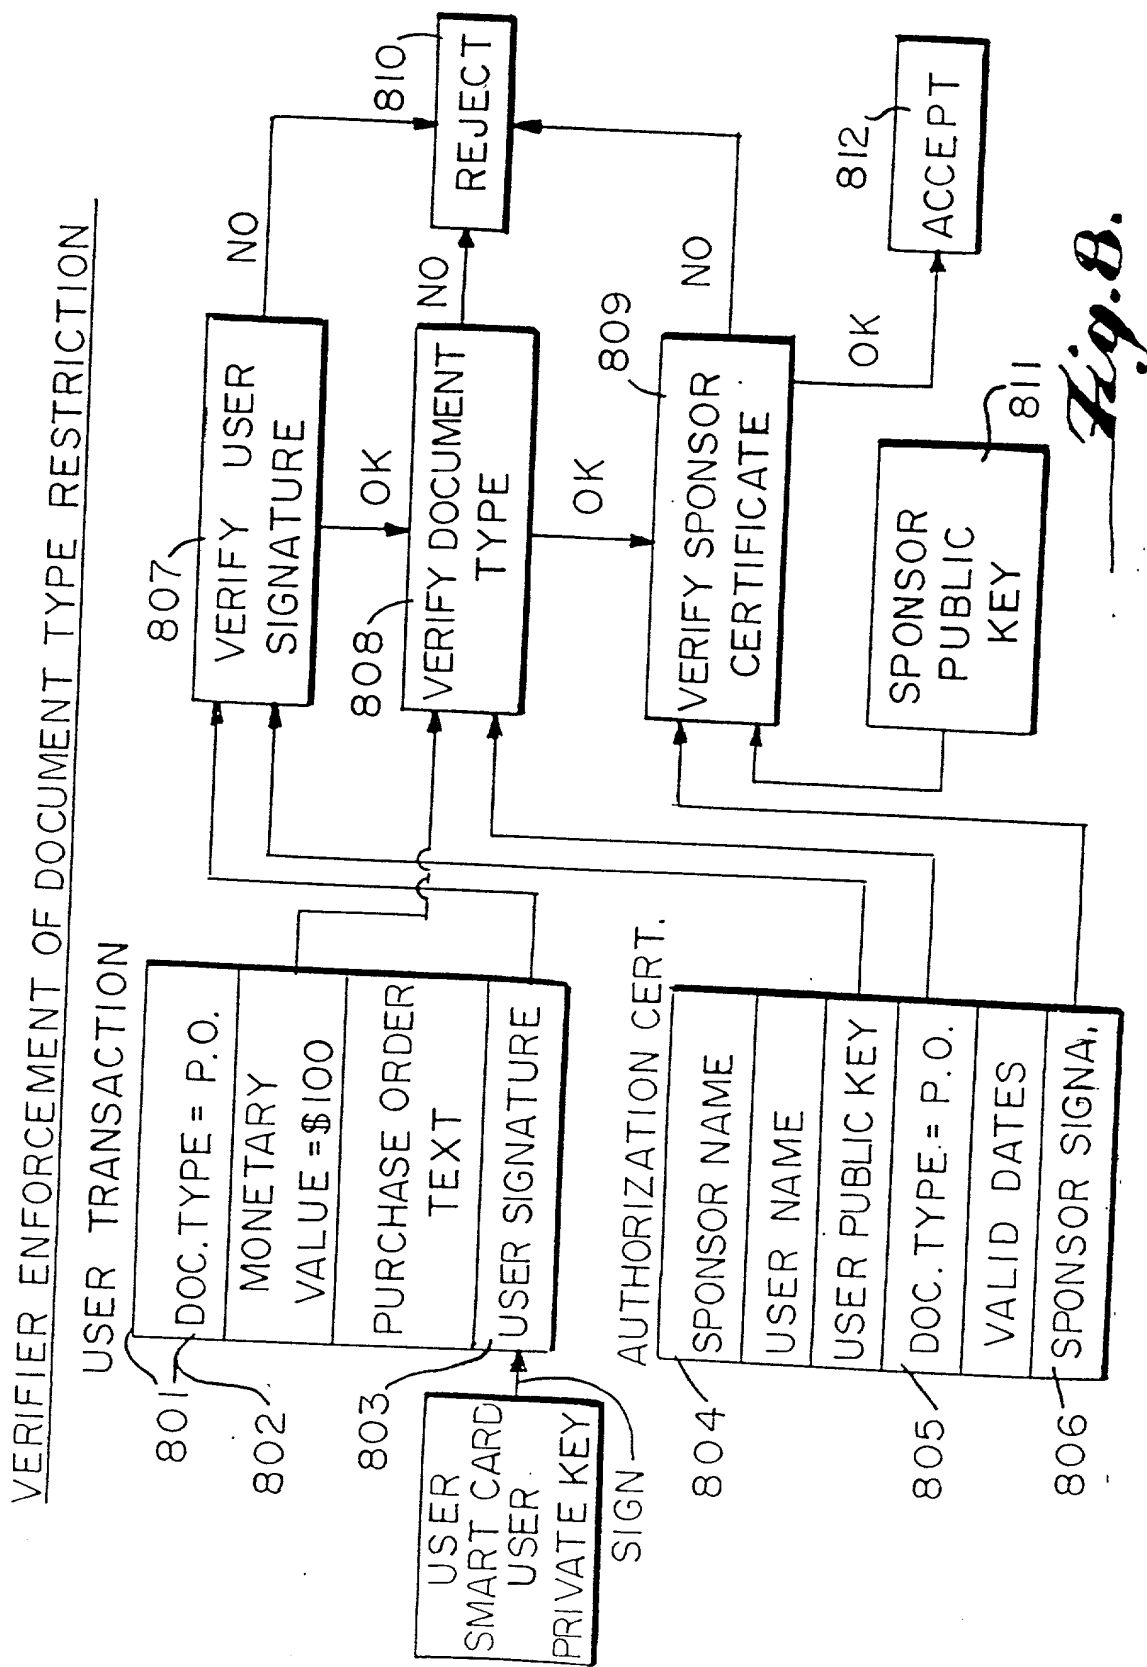 VERIFIER ENFORCEMENT OF DOCUMENT TYPE RESTRICTION
USER TRANSACTION
801
DOC.TYPE = P.O.
802
MONETARY
VALUE = $100
PURCHASE ORDER
TEXT
803
USER SIGNATURE
USER
SMART CARD
USER
PRIVATE KEY
SIGN
AUTHORIZATION CERT.
804
SPONSOR NAME
USER NAME
USER PUBLIC KEY
805
DOC. TYPE. = P.O.
VALID DATES
806
SPONSOR SIGNA.
807
VERIFY USER
SIGNATURE
NO
OK
808
VERIFY DOCUMENT
TYPE
NO
OK
809
VERIFY SPONSOR
CERTIFICATE
NO
OK
810
REJECT
812
ACCEPT
811
SPONSOR
PUBLIC
KEY
Fig. 8.